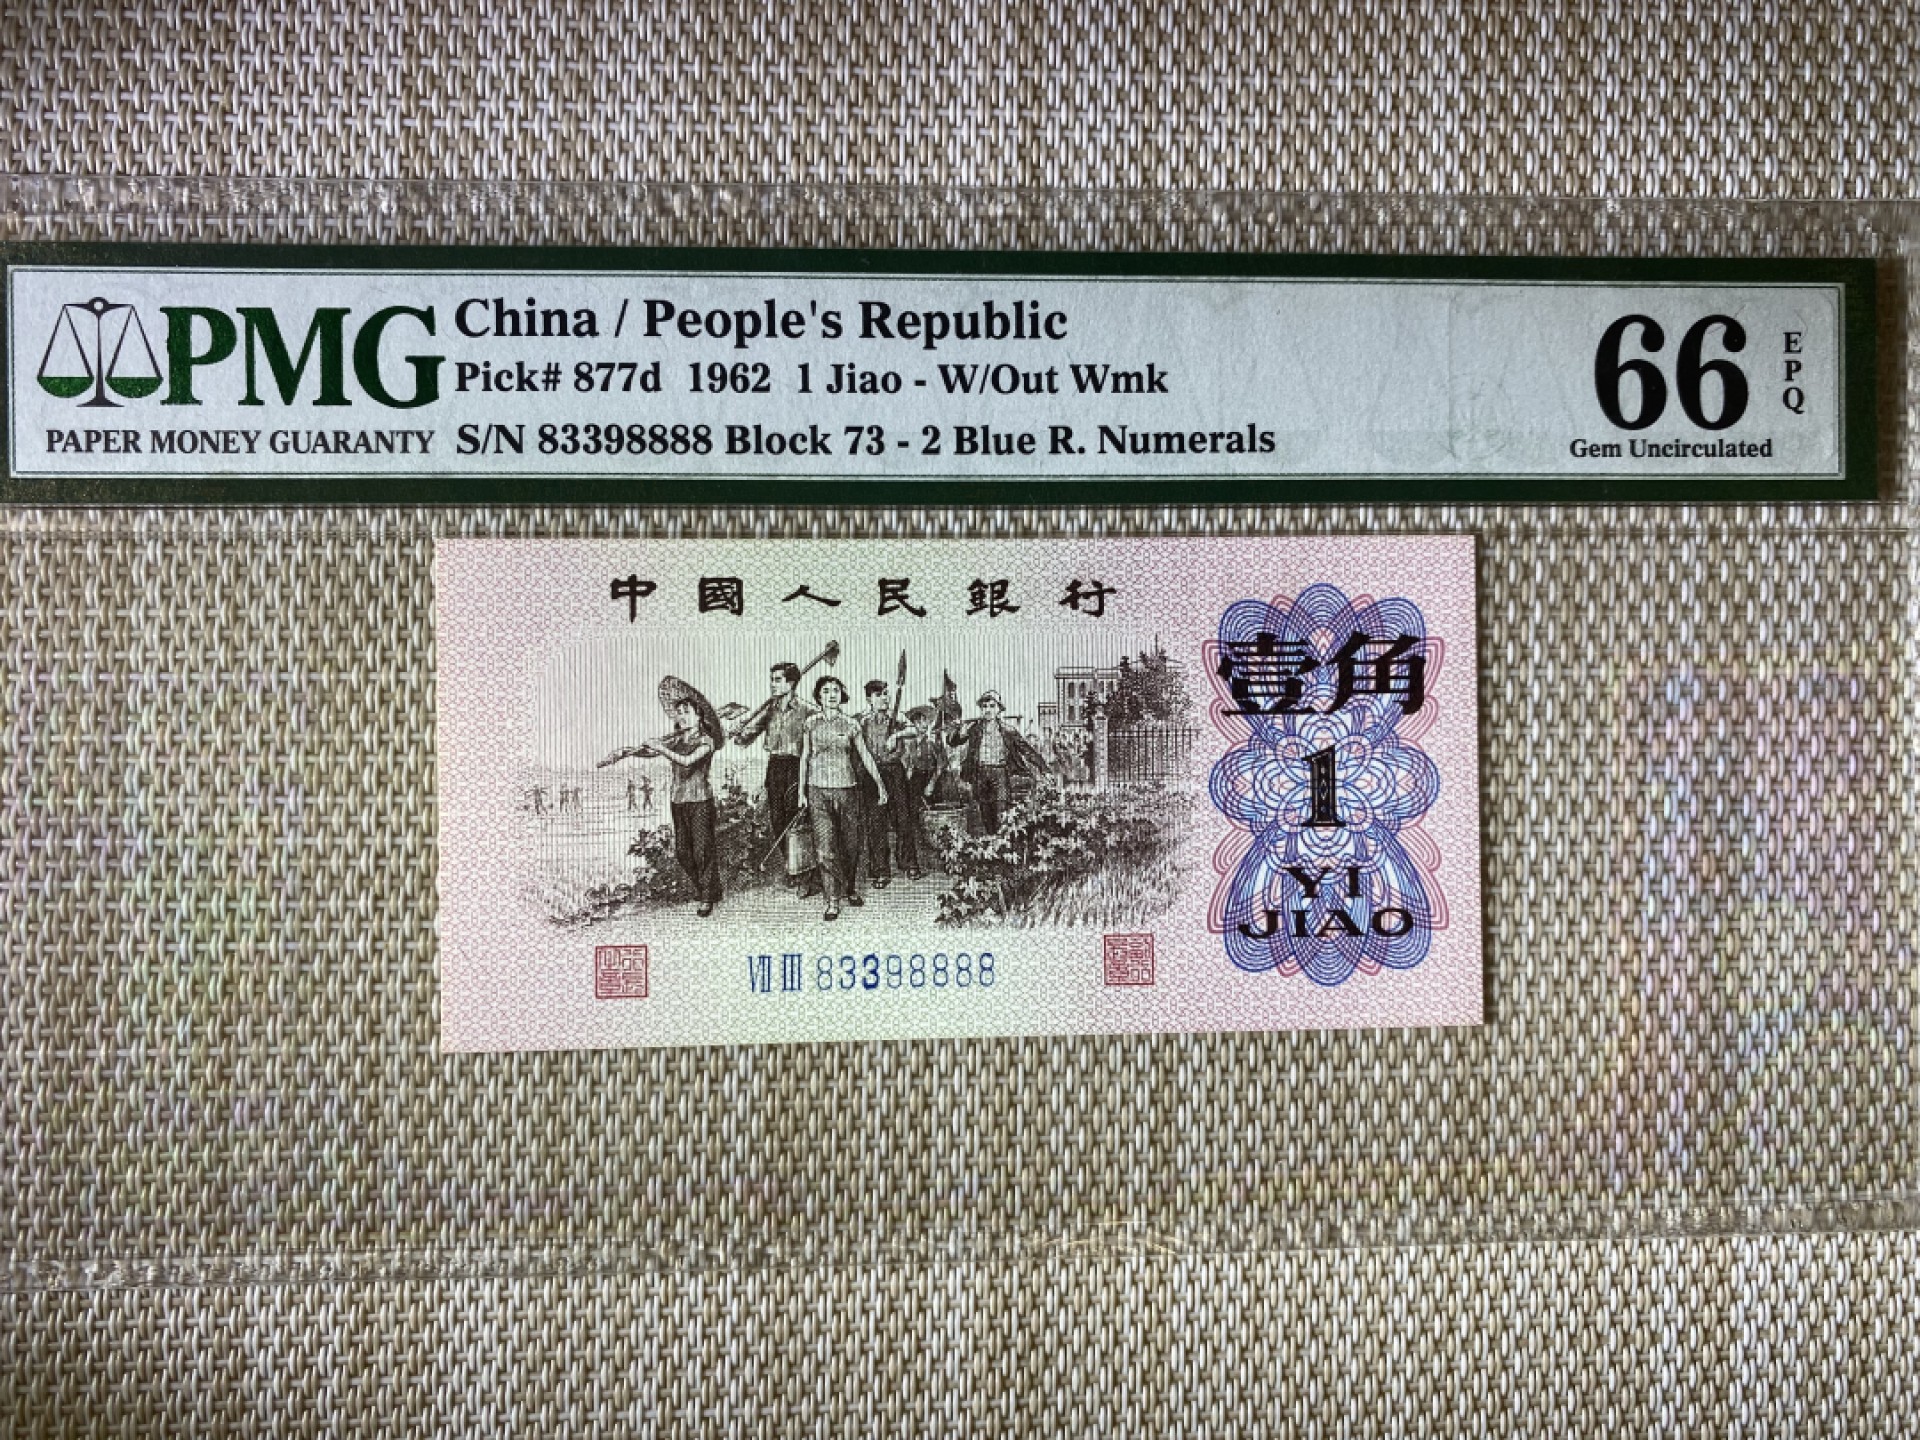 PMG
PAPER MONEY GUARANTY
China / People's Republic
Pick# 877d 1962 1 Jiao - W/Out Wmk
S/N 83398888 Block 73 - 2 Blue R. Numerals
66
EPQ
Gem Uncirculated
中國人民銀行
壹角
1
YI
JIAO
VII III 83398888